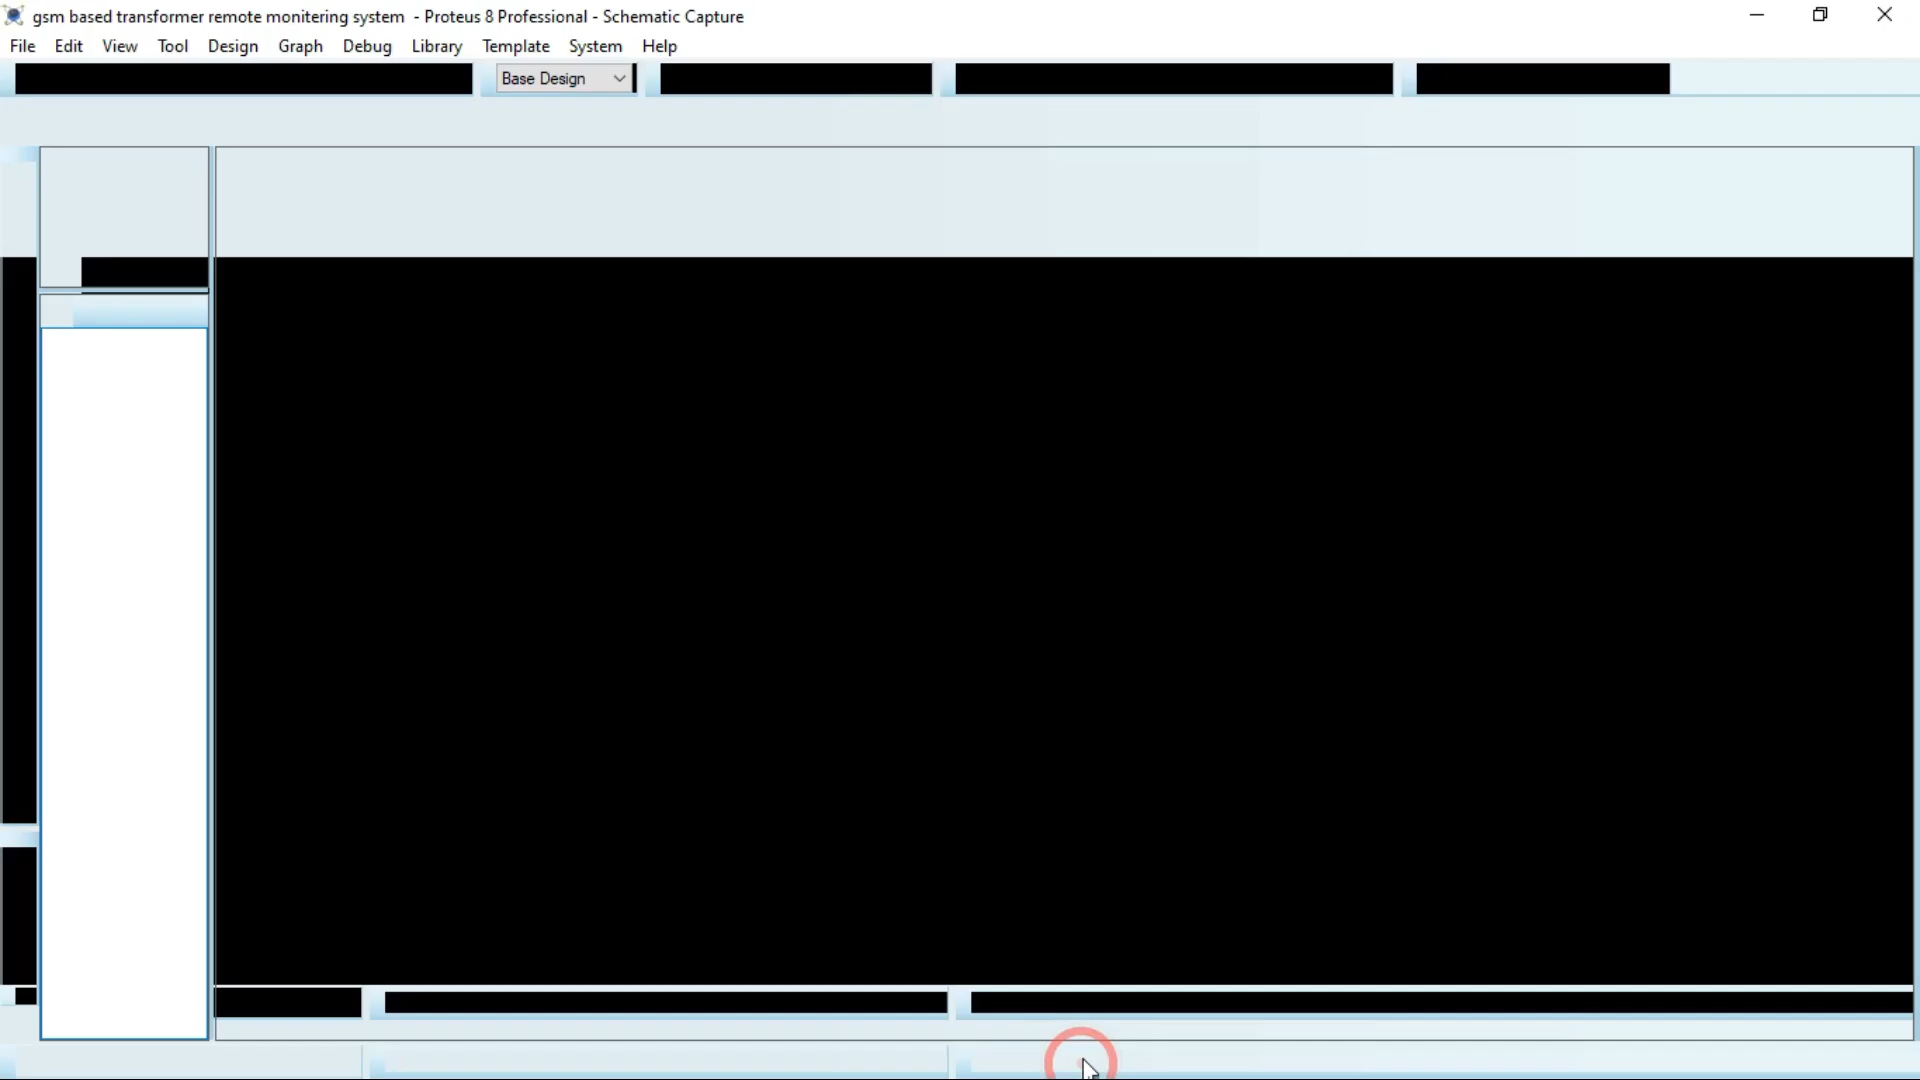 gsm based transformer remote monitering system - Proteus 8 Professional - Schematic Capture
File Edit View Tool Design Graph Debug Library Template System Help
Base Design